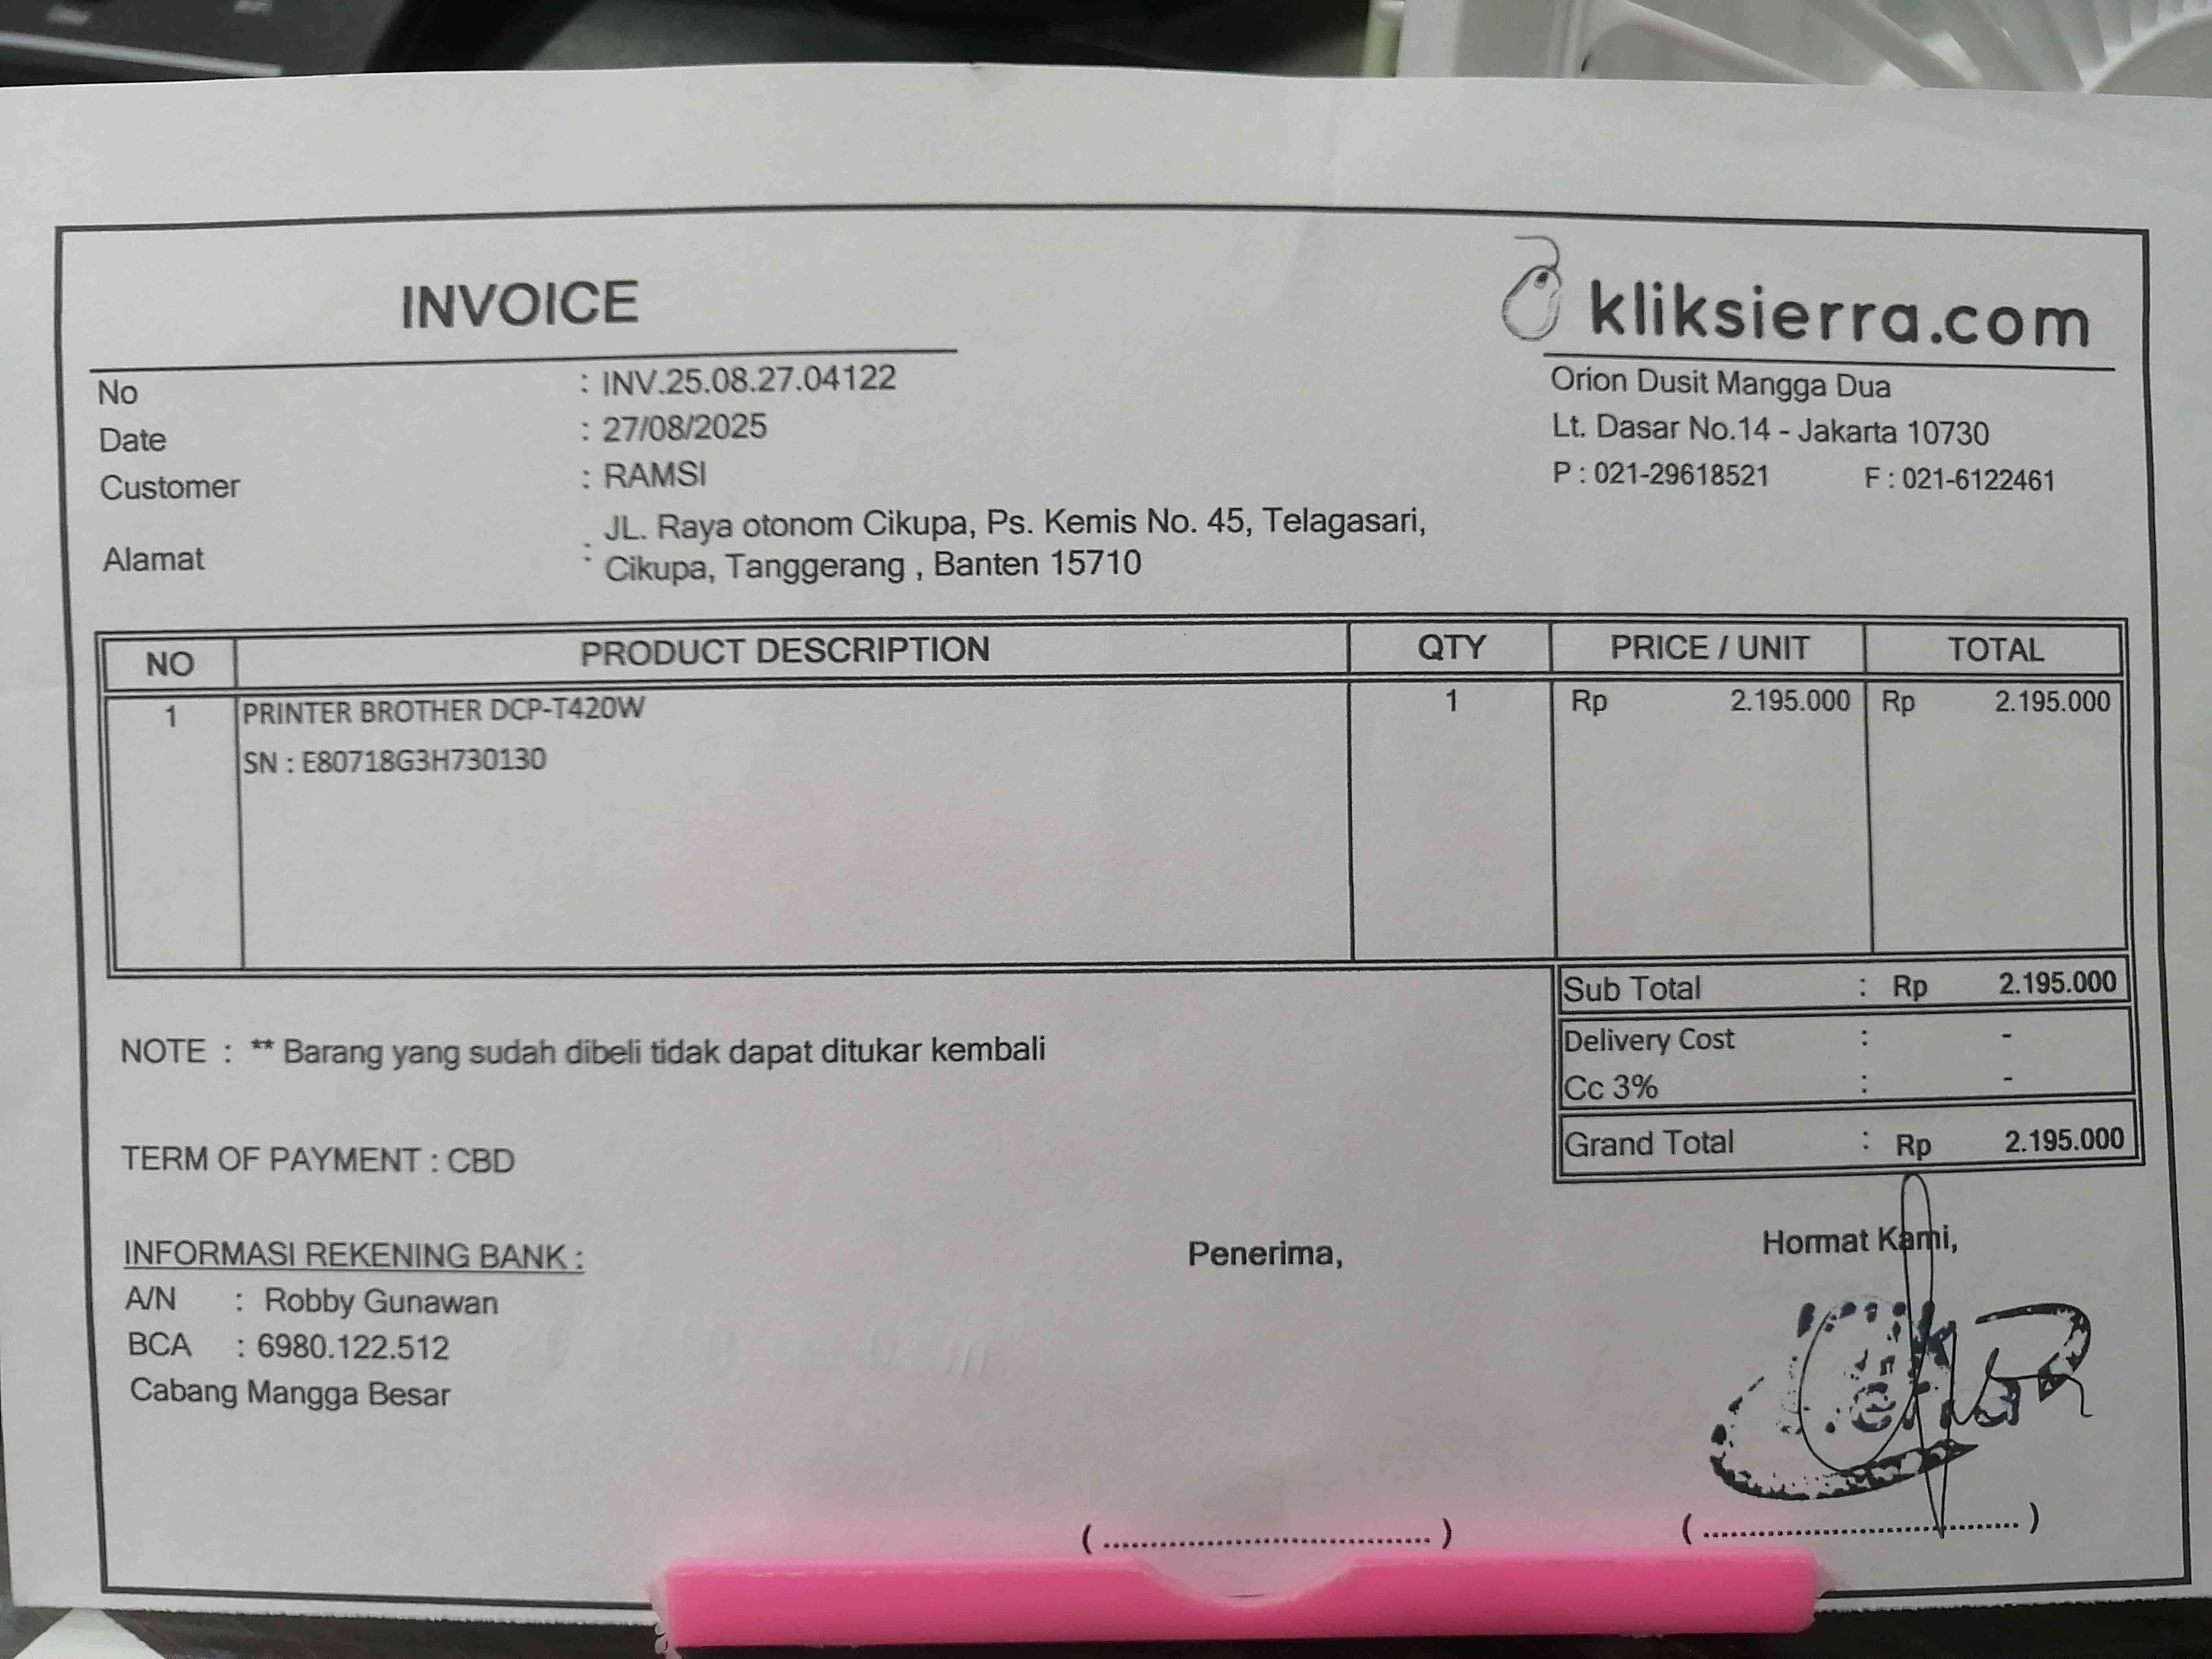 INVOICE
kliksierra.com
Orion Dusit Mangga Dua
Lt. Dasar No.14 - Jakarta 10730
P : 021-29618521 F : 021-6122461
No : INV.25.08.27.04122
Date : 27/08/2025
Customer : RAMSI
Alamat : JL. Raya otonom Cikupa, Ps. Kemis No. 45, Telagasari,
Cikupa, Tanggerang , Banten 15710
NO PRODUCT DESCRIPTION QTY PRICE / UNIT TOTAL
1 PRINTER BROTHER DCP-T420W 1 Rp 2.195.000 Rp 2.195.000
SN : E80718G3H730130
Sub Total : Rp 2.195.000
Delivery Cost : -
Cc 3% : -
Grand Total : Rp 2.195.000
NOTE : ** Barang yang sudah dibeli tidak dapat ditukar kembali
TERM OF PAYMENT : CBD
INFORMASI REKENING BANK :
A/N : Robby Gunawan
BCA : 6980.122.512
Cabang Mangga Besar
Penerima,
Hormat Kami,
(..................................)
(..................................)